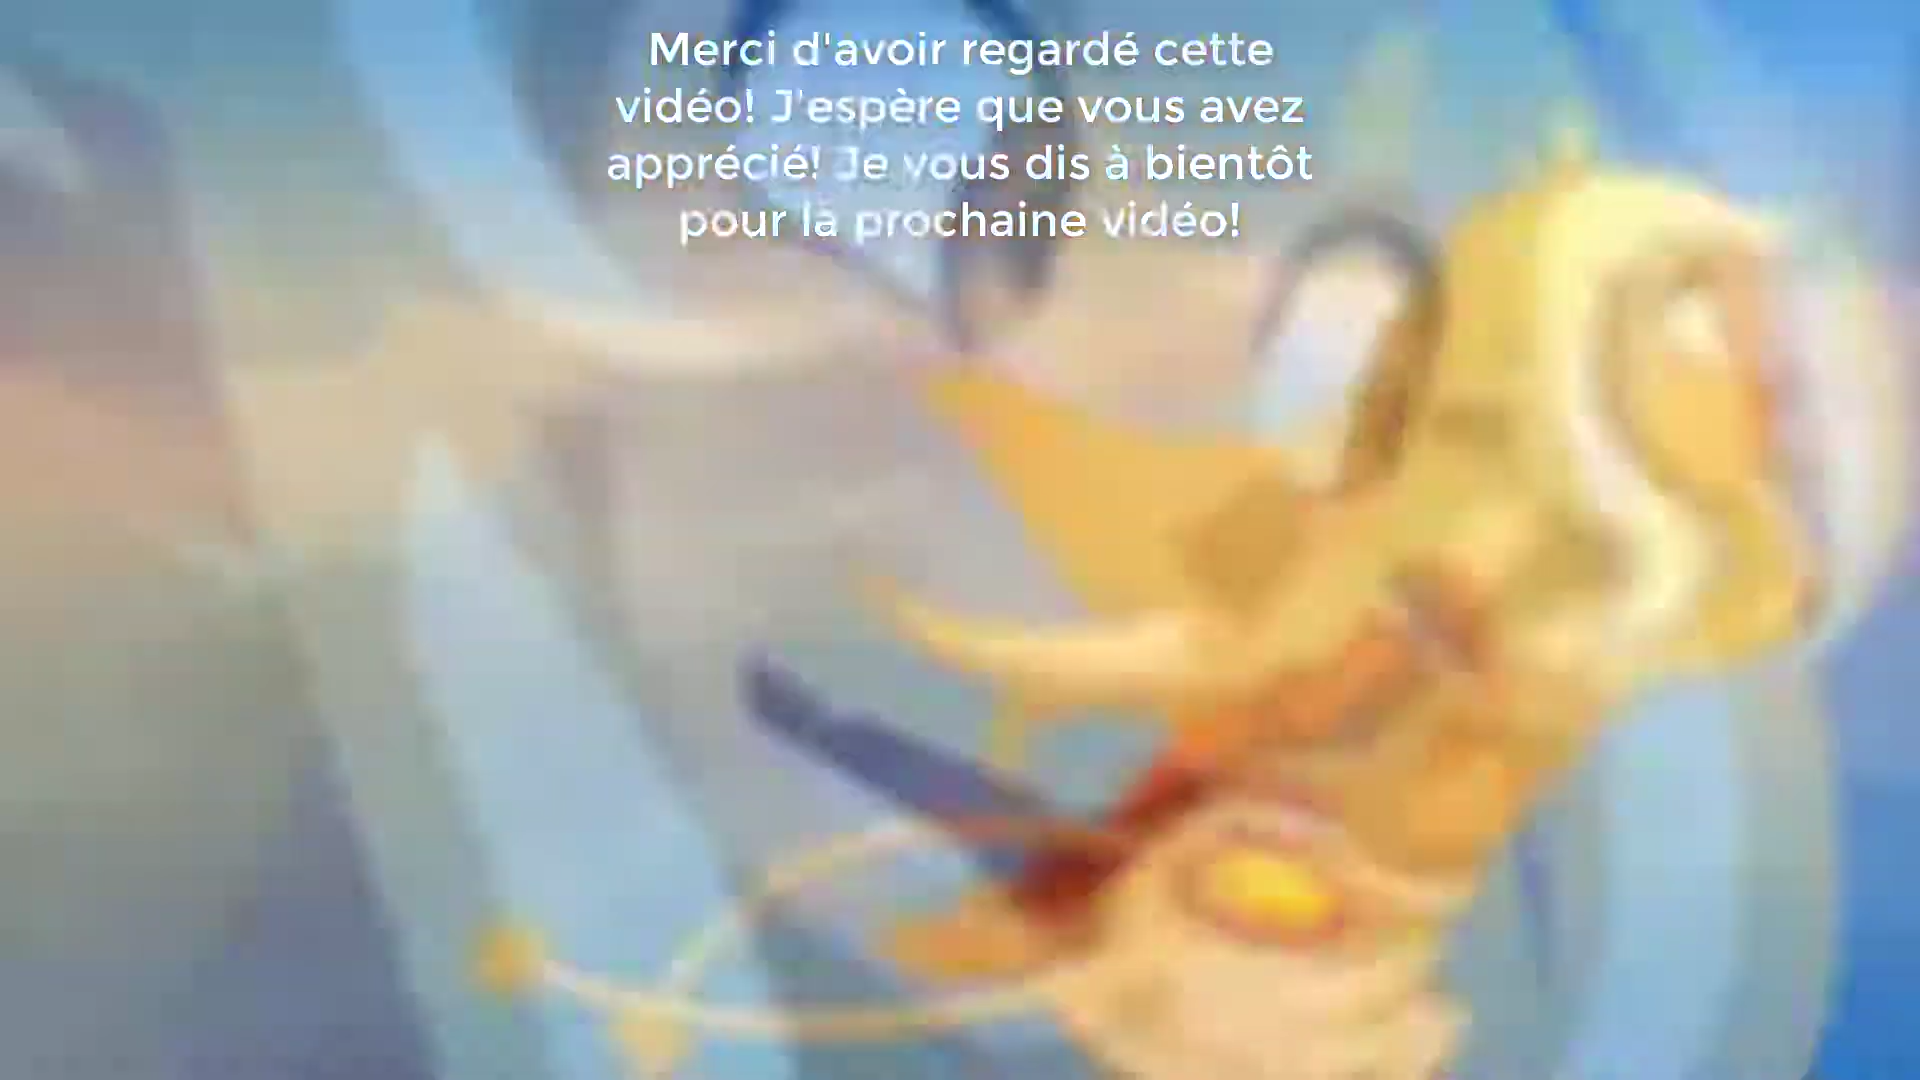 Merci d'avoir regardé cette
vidéo! J'espère que vous avez
apprécié! Je vous dis à bientôt
pour la prochaine vidéo!